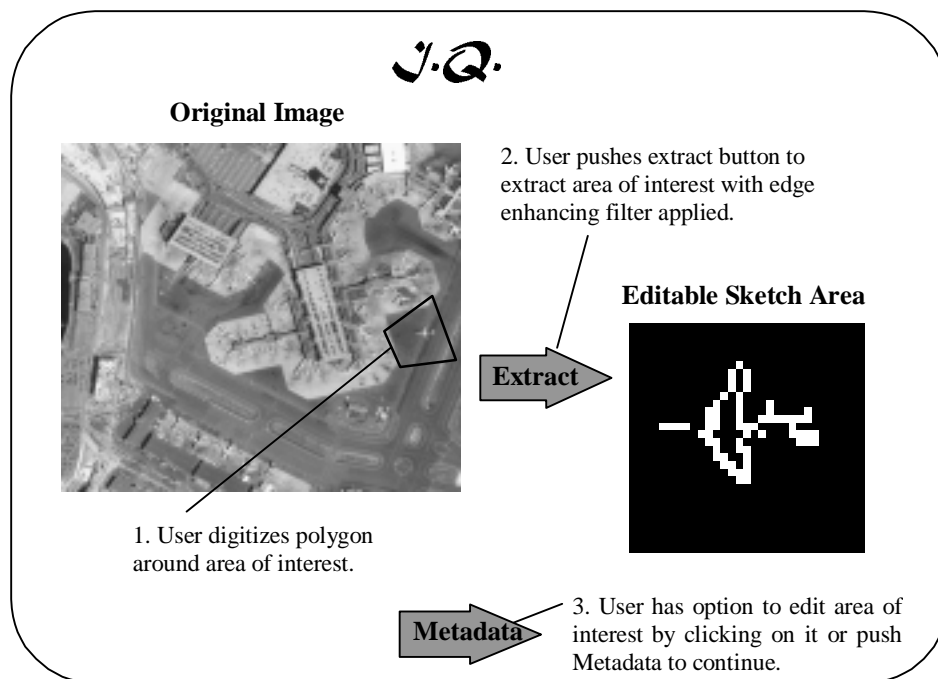 I.Q.
Original Image
2. User pushes extract button to
extract area of interest with edge
enhancing filter applied.
Editable Sketch Area
Extract
1. User digitizes polygon
around area of interest.
Metadata
3. User has option to edit area of
interest by clicking on it or push
Metadata to continue.